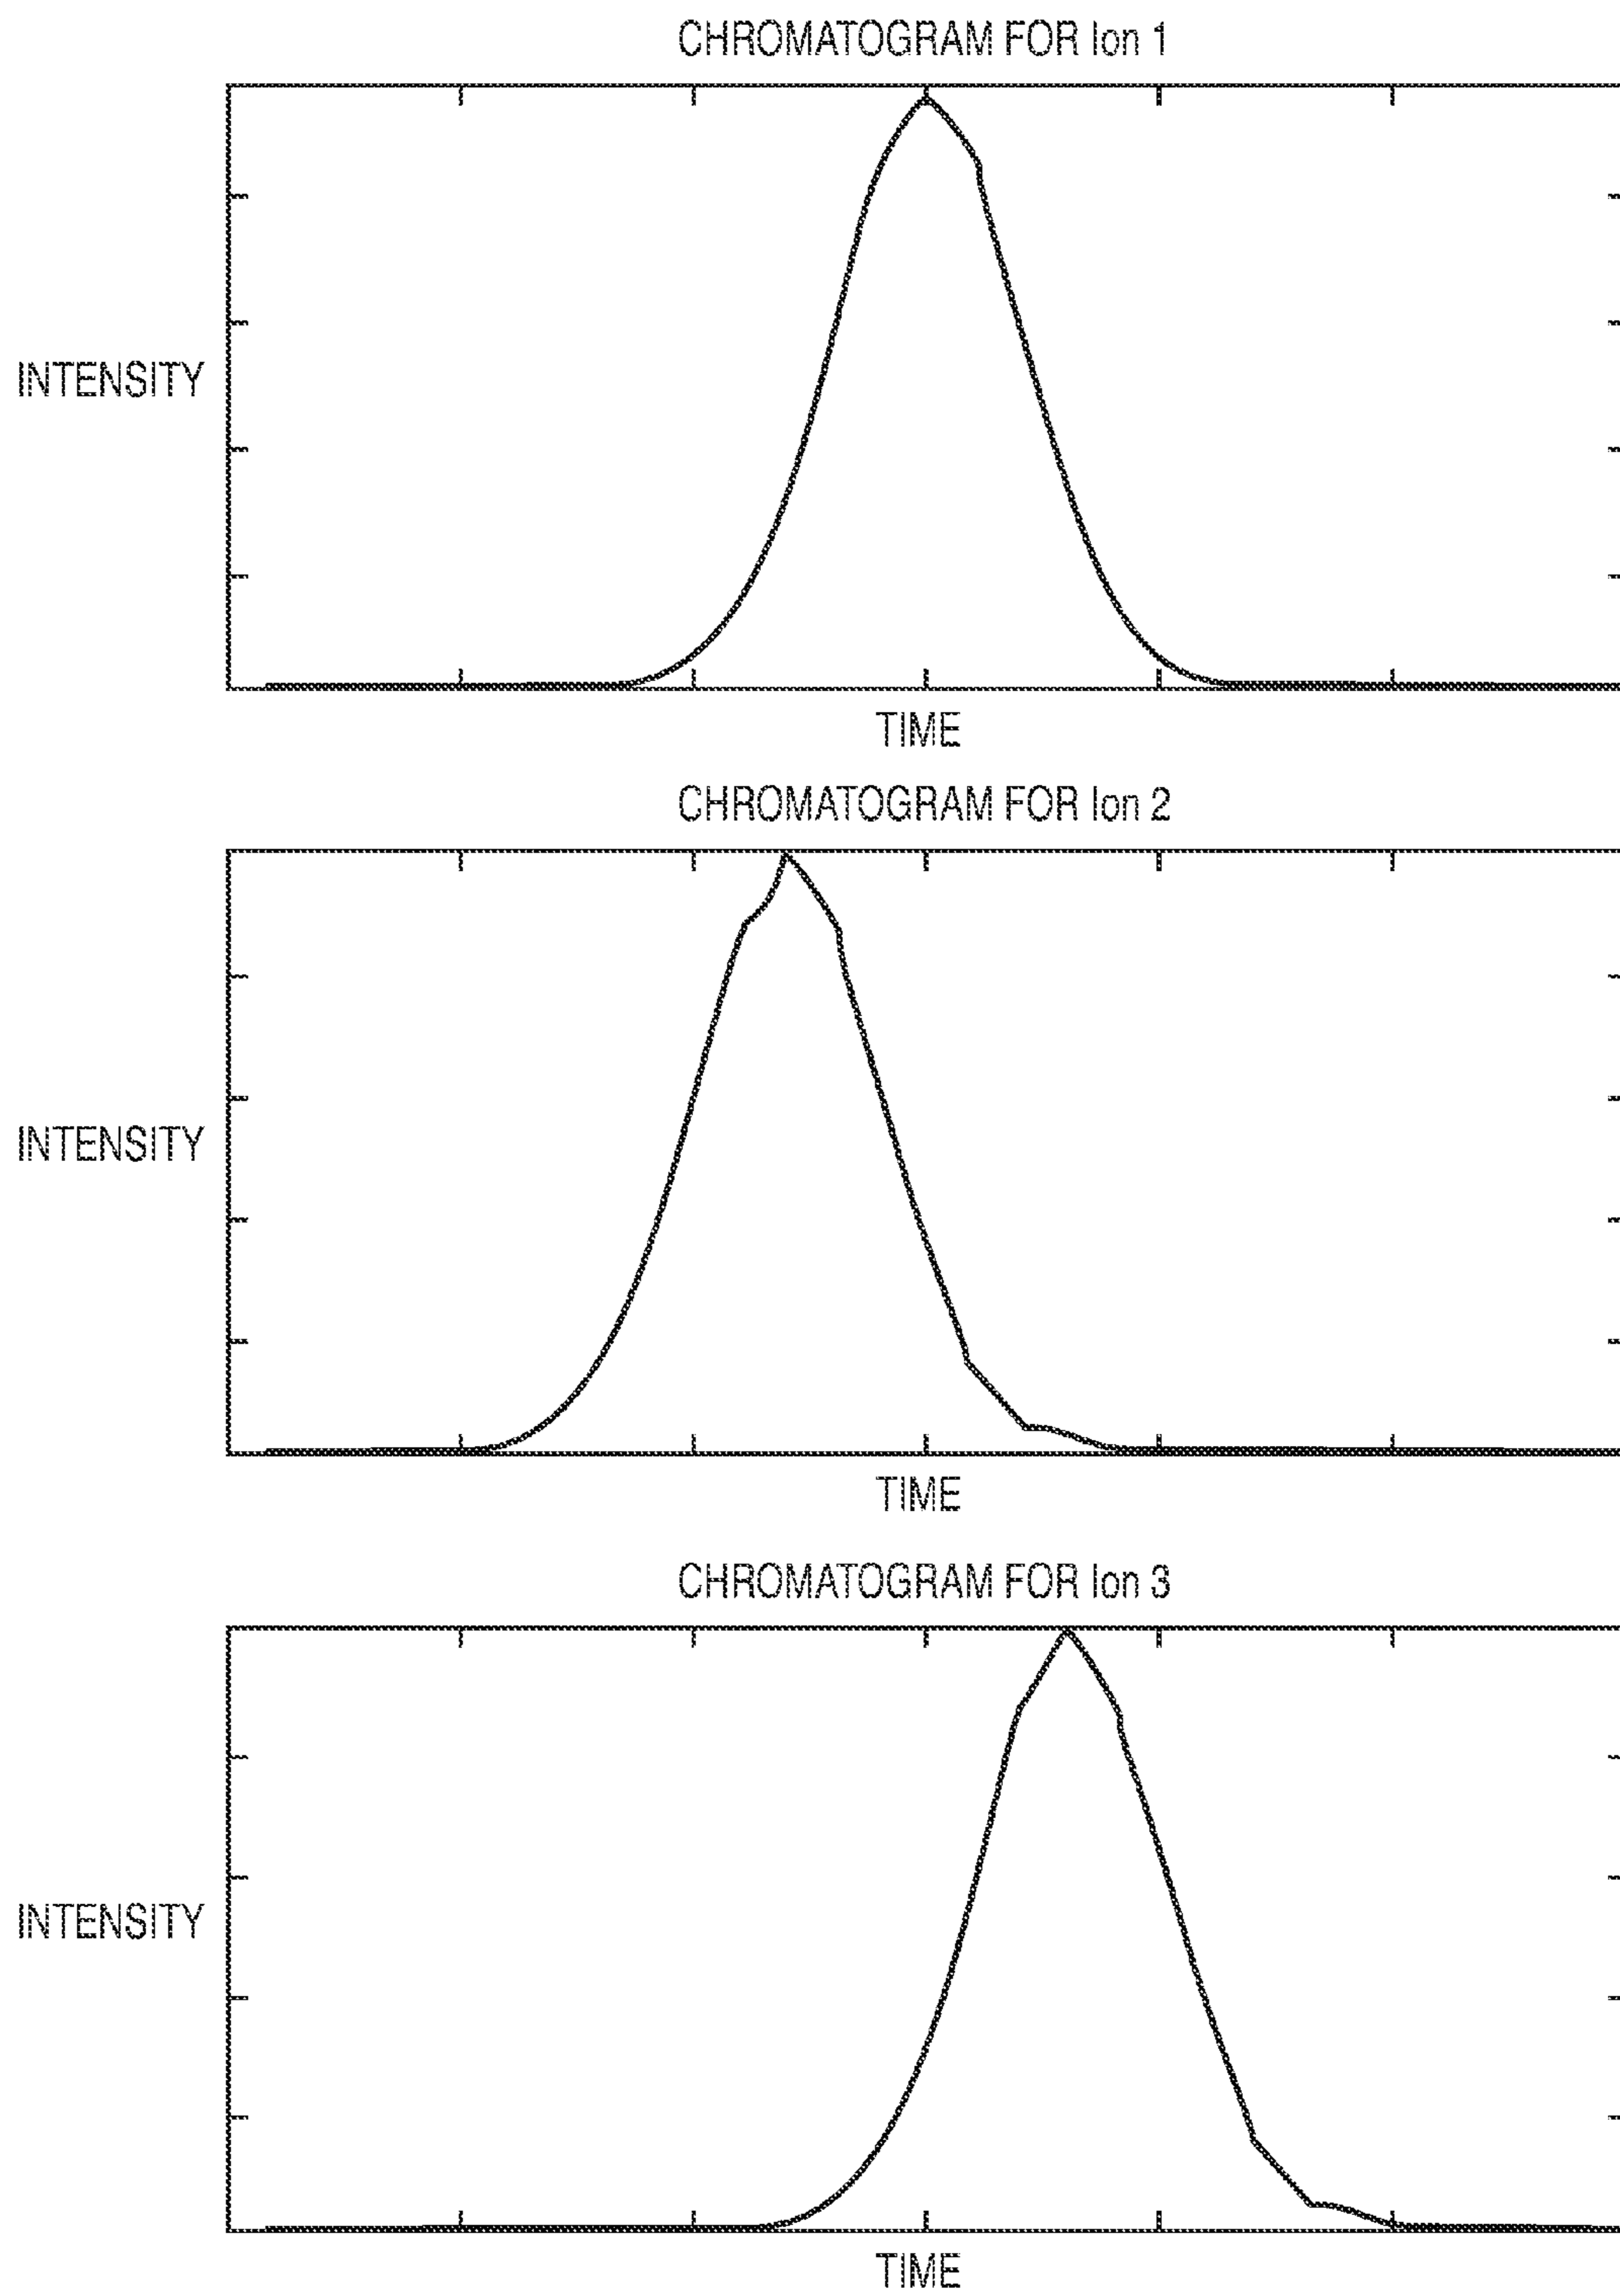 CHROMATOGRAM FOR Ion 1
INTENSITY
TIME
CHROMATOGRAM FOR Ion 2
INTENSITY
TIME
CHROMATOGRAM FOR Ion 3
INTENSITY
TIME